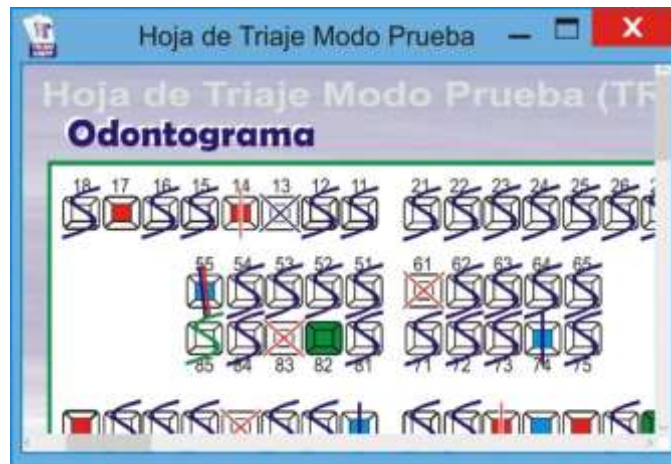 Hoja de Triaje Modo Prueba
Hoja de Triaje Modo Prueba (TR
Odontograma
18 17 16 15 14 13 12 11 21 22 23 24 25 26
55 54 53 52 51 61 62 63 64 65
85 84 83 82 81 71 72 73 74 75